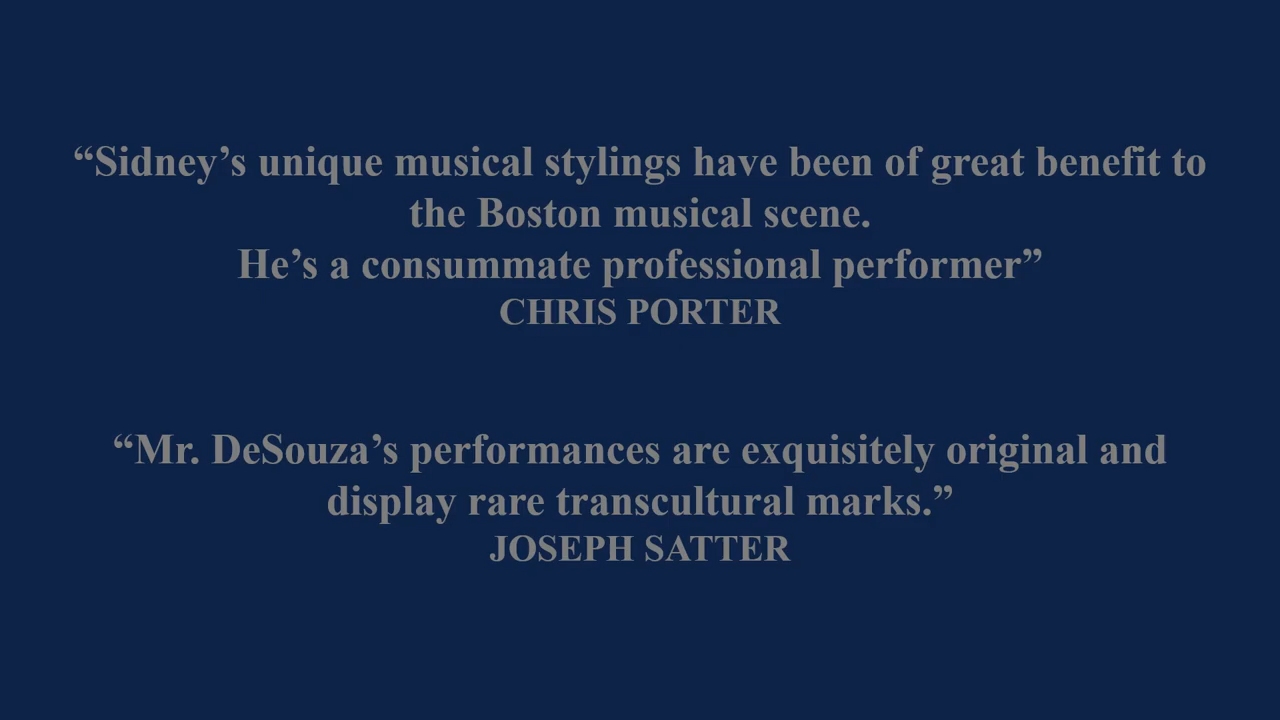 “Sidney’s unique musical stylings have been of great benefit to
the Boston musical scene.
He’s a consummate professional performer”
CHRIS PORTER
“Mr. DeSouza’s performances are exquisitely original and
display rare transcultural marks.”
JOSEPH SATTER